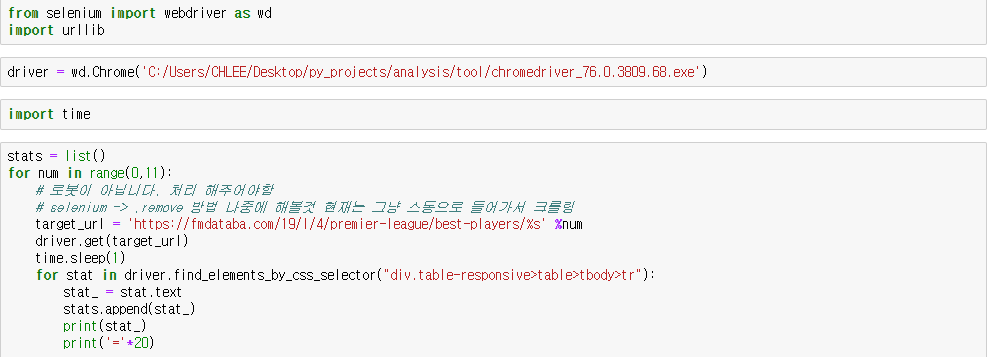 from selenium import webdriver as wd
import urllib
driver = wd.Chrome('C:/Users/CHLEE/Desktop/py_projects/analysis/tool/chromedriver_76.0.3809.68.exe')
import time
stats = list()
for num in range(0,11):
    # 로봇이 아닙니다. 처리 해주어야함
    # selenium -> .remove 방법 나중에 해볼것 현재는 그냥 스동으로 들어가서 크롤링
    target_url = 'https://fmdataba.com/19/l/4/premier-league/best-players/%s' %num
    driver.get(target_url)
    time.sleep(1)
    for stat in driver.find_elements_by_css_selector("div.table-responsive>table>tbody>tr"):
        stat_ = stat.text
        stats.append(stat_)
        print(stat_)
        print('='*20)